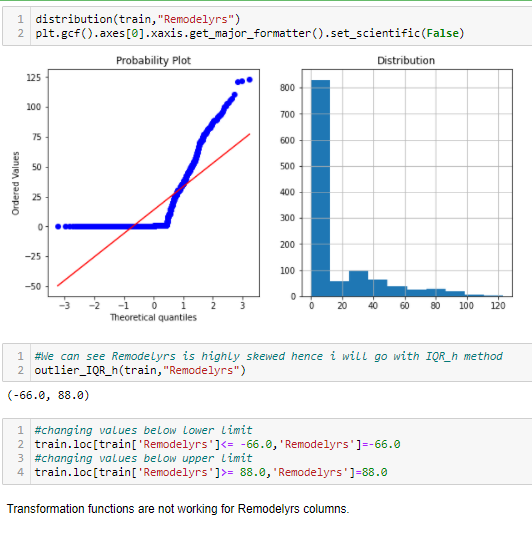 1 distribution(train,"Remodelyrs")
2 plt.gcf().axes[0].xaxis.get_major_formatter().set_scientific(False)
Probability Plot
Distribution
125
100
75
50
25
0
−25
−50
Ordered Values
−3 −2 −1 0 1 2 3
Theoretical quantiles
800
700
600
500
400
300
200
100
0
0 20 40 60 80 100 120
1 #We can see Remodelyrs is highly skewed hence i will go with IQR_h method
2 outlier_IQR_h(train,"Remodelyrs")
(-66.0, 88.0)
1 #changing values below lower limit
2 train.loc[train['Remodelyrs']<= -66.0,'Remodelyrs']=-66.0
3 #changing values below upper limit
4 train.loc[train['Remodelyrs']>= 88.0,'Remodelyrs']=88.0
Transformation functions are not working for Remodelyrs columns.